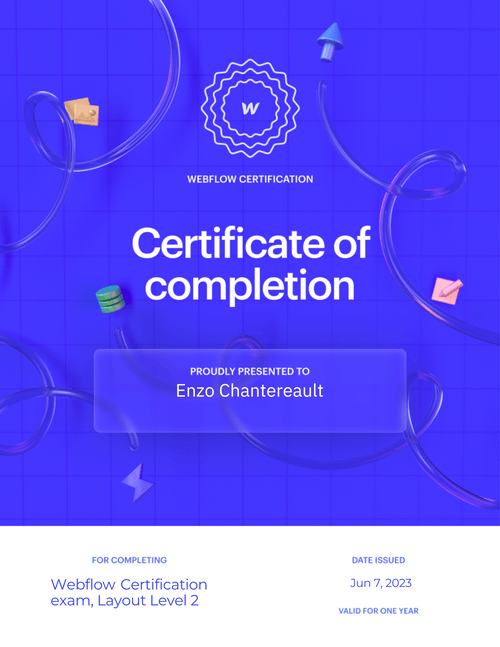 W
WEBFLOW CERTIFICATION
Certificate of
completion
PROUDLY PRESENTED TO
Enzo Chantereault
FOR COMPLETING
Webflow Certification
exam, Layout Level 2
DATE ISSUED
Jun 7, 2023
VALID FOR ONE YEAR